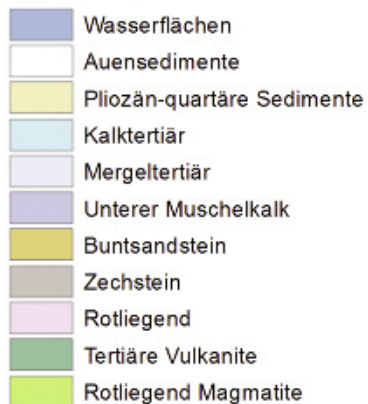 Wasserflächen
Auensedimente
Pliozän-quartäre Sedimente
Kalktertiär
Mergeltertiär
Unterer Muschelkalk
Buntsandstein
Zechstein
Rotliegend
Tertiäre Vulkanite
Rotliegend Magmatite